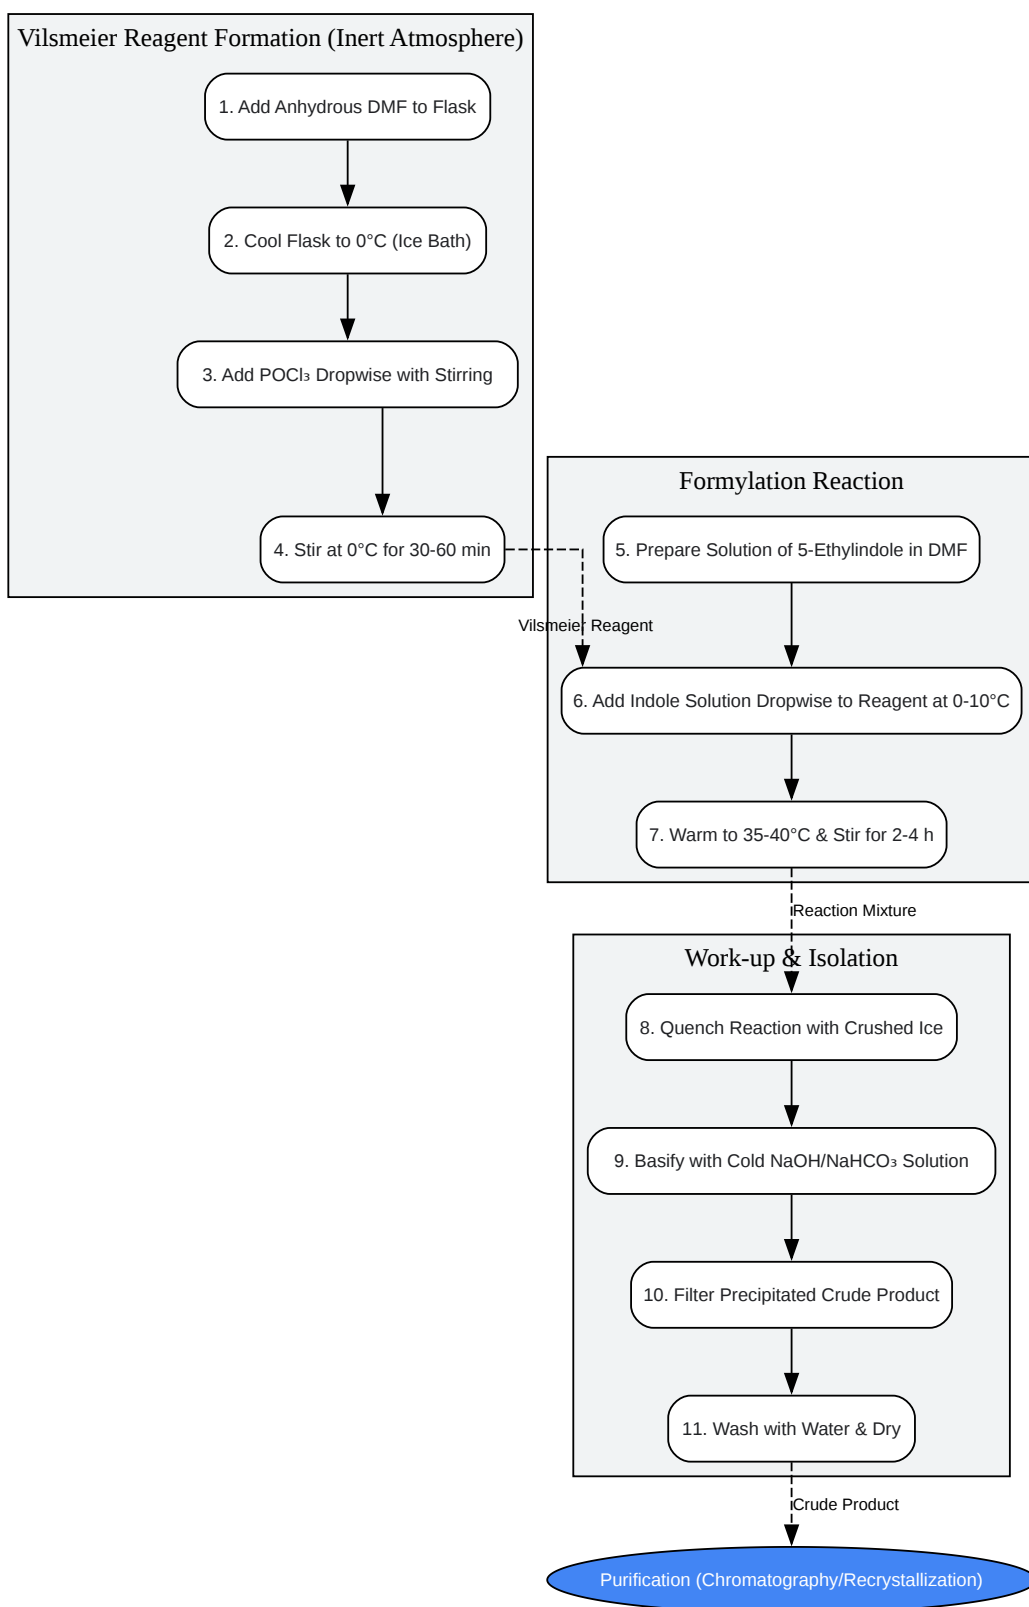 Vilsmeier Reagent Formation (Inert Atmosphere)
1. Add Anhydrous DMF to Flask
2. Cool Flask to 0°C (Ice Bath)
3. Add POCl₃ Dropwise with Stirring
4. Stir at 0°C for 30-60 min
Vilsmeier Reagent
Formylation Reaction
5. Prepare Solution of 5-Ethylindole in DMF
6. Add Indole Solution Dropwise to Reagent at 0-10°C
7. Warm to 35-40°C & Stir for 2-4 h
Reaction Mixture
Work-up & Isolation
8. Quench Reaction with Crushed Ice
9. Basify with Cold NaOH/NaHCO₃ Solution
10. Filter Precipitated Crude Product
11. Wash with Water & Dry
Crude Product
Purification (Chromatography/Recrystallization)